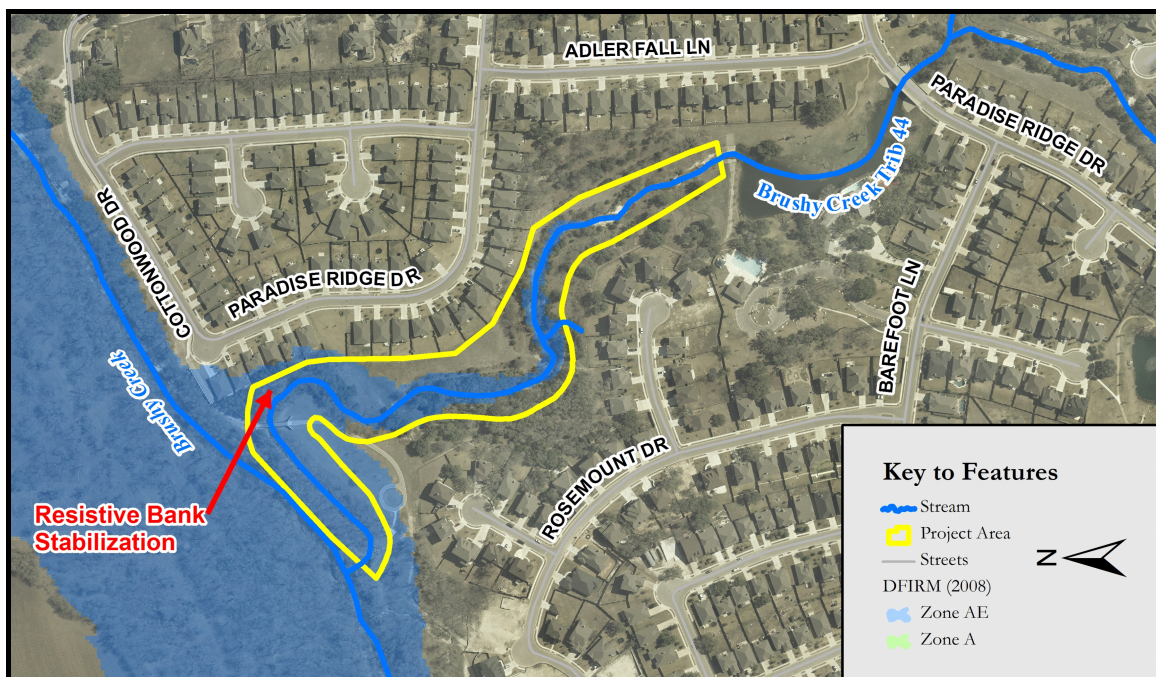 ADLER FALL LN
PARADISE RIDGE DR
Brushy Creek Trib 44
COTTONWOOD DR
PARADISE RIDGE DR
BAREFOOT LN
Brushy Creek
ROSEMOUNT DR
Resistive Bank
Stabilization
Key to Features
Stream
Project Area
Streets
DFIRM (2008)
Zone AE
Zone A
N